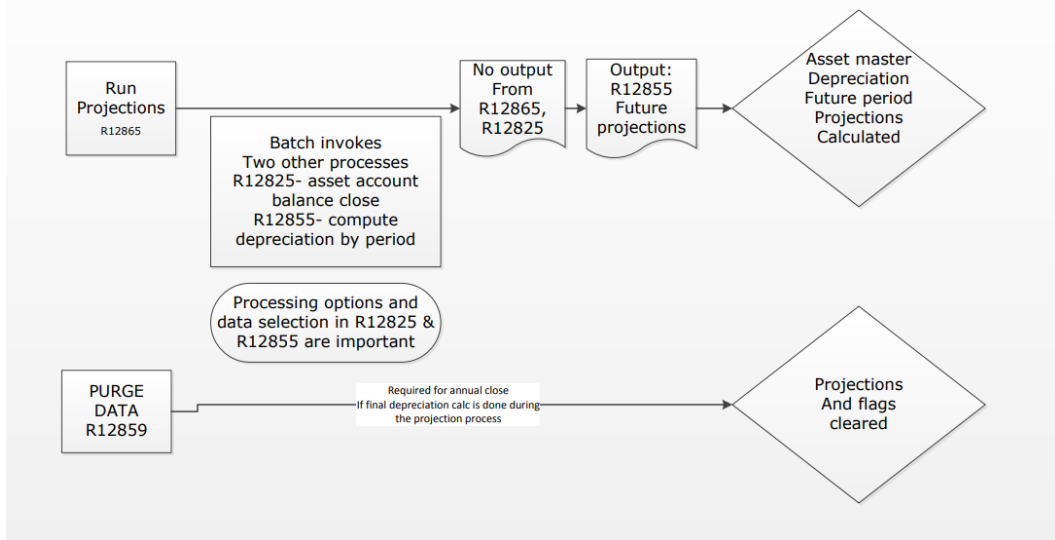 Run
Projections
R12865
Batch invokes
Two other processes
R12825- asset account
balance close
R12855- compute
depreciation by period
No output
From
R12865,
R12825
Output:
R12855
Future
projections
Asset master
Depreciation
Future period
Projections
Calculated
Processing options and
data selection in R12825 &
R12855 are important
PURGE
DATA
R12859
Required for annual close
If final depreciation calc is done during
the projection process
Projections
And flags
cleared